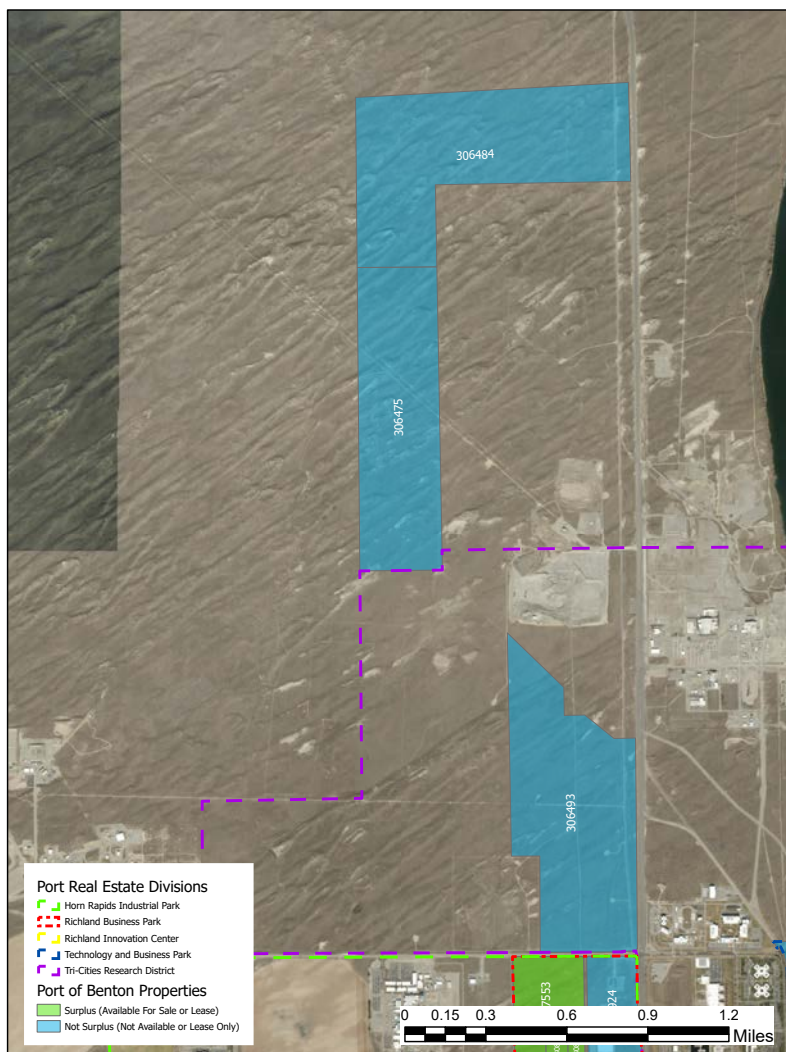 306484
306475
306493
7553
924
Port Real Estate Divisions
Horn Rapids Industrial Park
Richland Business Park
Richland Innovation Center
Technology and Business Park
Tri-Cities Research District
Port of Benton Properties
Surplus (Available For Sale or Lease)
Not Surplus (Not Available or Lease Only)
0 0.15 0.3 0.6 0.9 1.2
Miles